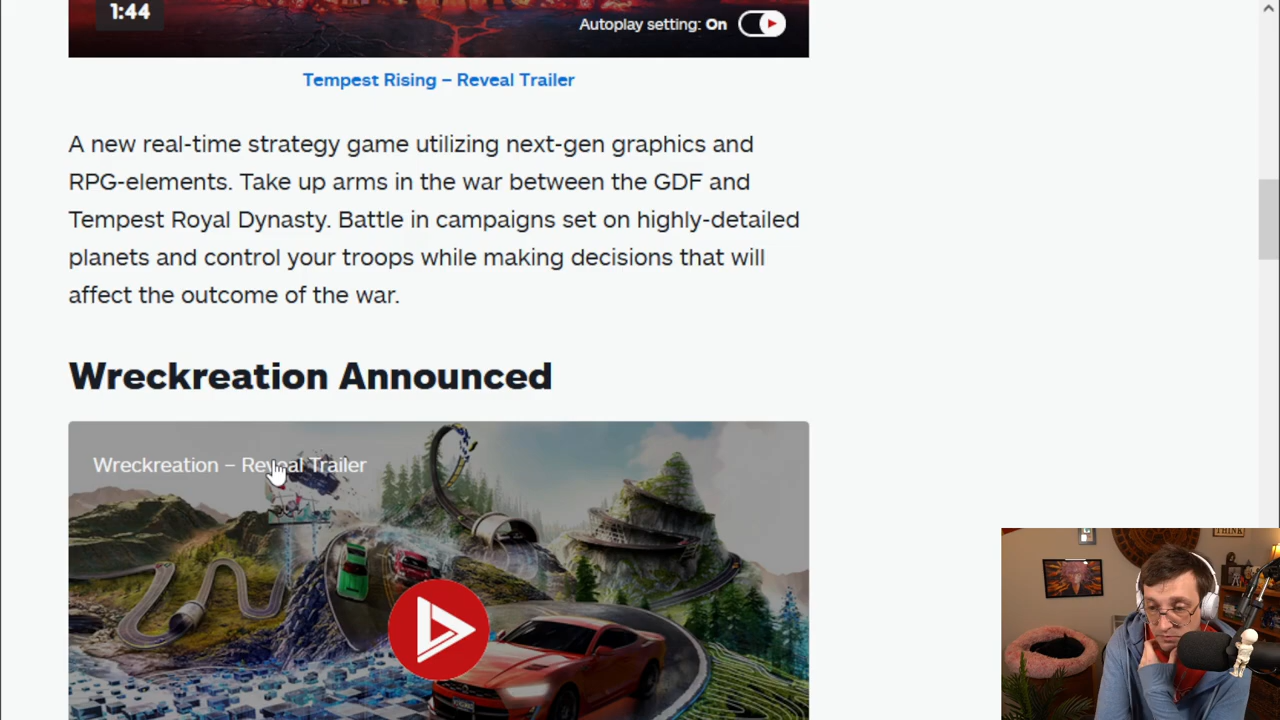 1:44
Autoplay setting: On
Tempest Rising – Reveal Trailer
A new real-time strategy game utilizing next-gen graphics and
RPG-elements. Take up arms in the war between the GDF and
Tempest Royal Dynasty. Battle in campaigns set on highly-detailed
planets and control your troops while making decisions that will
affect the outcome of the war.
Wreckreation Announced
Wreckreation – Reveal Trailer
THINK